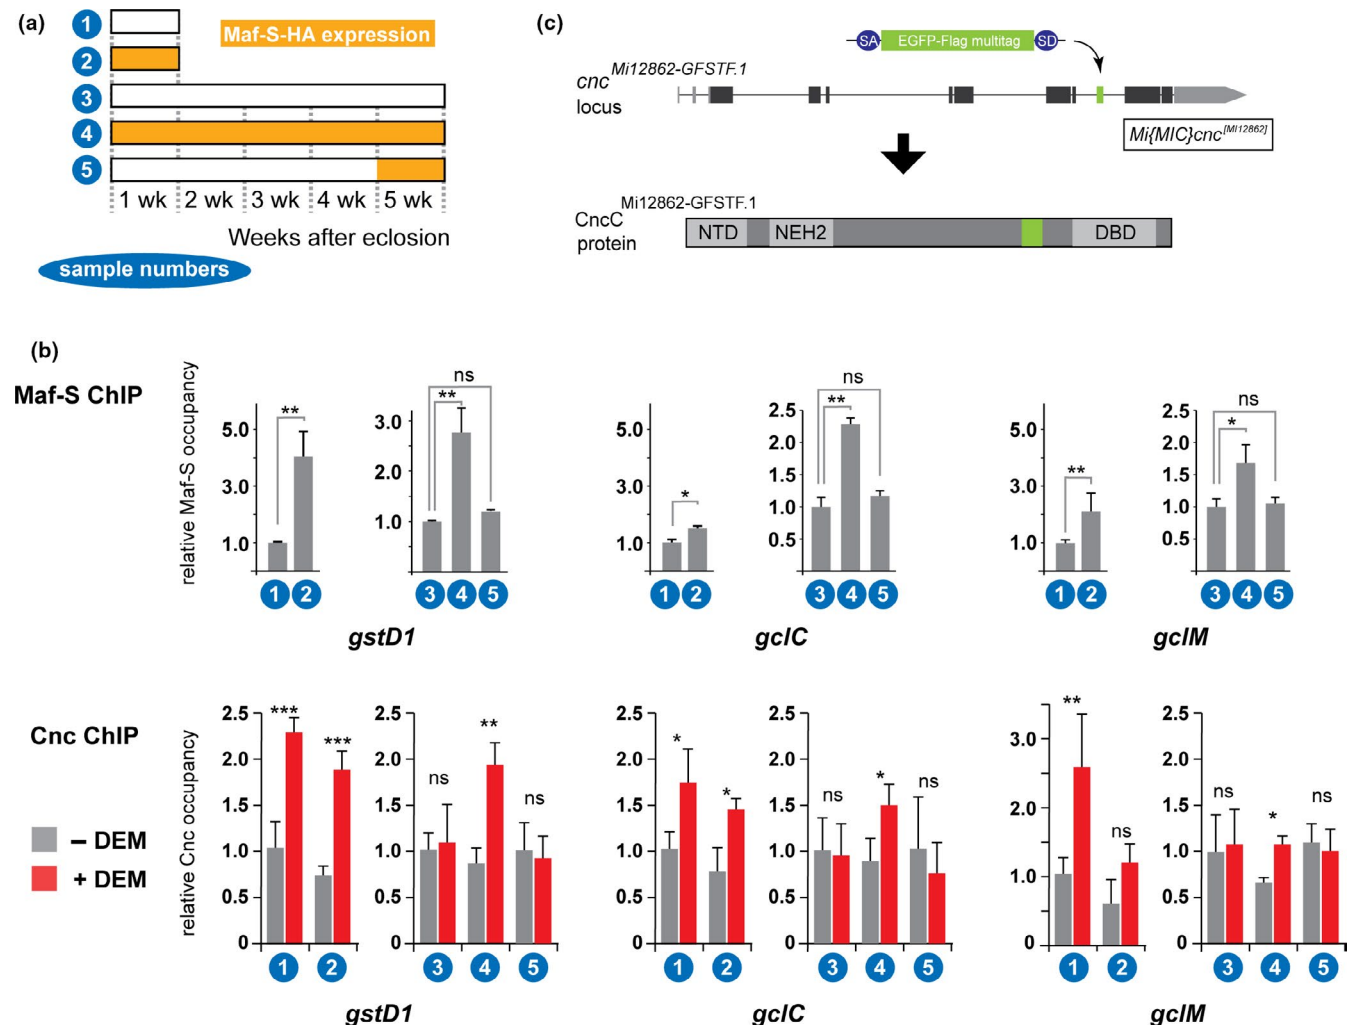 (a)
1
Maf-S-HA expression
2
3
4
5
1 wk 2 wk 3 wk 4 wk 5 wk
Weeks after eclosion
sample numbers
(c)
SA EGFP-Flag multitag SD
cnc Mi12862-GFSTF.1
locus
Mi{MIC}cnc[MI12862]
CncC Mi12862-GFSTF.1
protein
NTD NEH2 DBD
(b)
Maf-S ChIP
relative Maf-S occupancy
5.0
3.0
1.0
**
1 2
3.0
2.0
1.0
ns
**
3 4 5
gstD1
5.0
3.0
1.0
*
1 2
2.5
2.0
1.5
1.0
0.5
ns
**
3 4 5
gclC
5.0
3.0
1.0
**
1 2
2.5
2.0
1.5
1.0
0.5
ns
*
3 4 5
gclM
Cnc ChIP
– DEM
+ DEM
relative Cnc occupancy
2.5
2.0
1.5
1.0
0.5
0
*** ***
1 2
2.5
2.0
1.5
1.0
0.5
0
ns ** ns
3 4 5
gstD1
2.5
2.0
1.5
1.0
0.5
0
* *
1 2
2.5
2.0
1.5
1.0
0.5
0
ns * ns
3 4 5
gclC
3.0
2.0
1.0
0
** ns
1 2
2.5
2.0
1.5
1.0
0.5
0
ns * ns
3 4 5
gclM